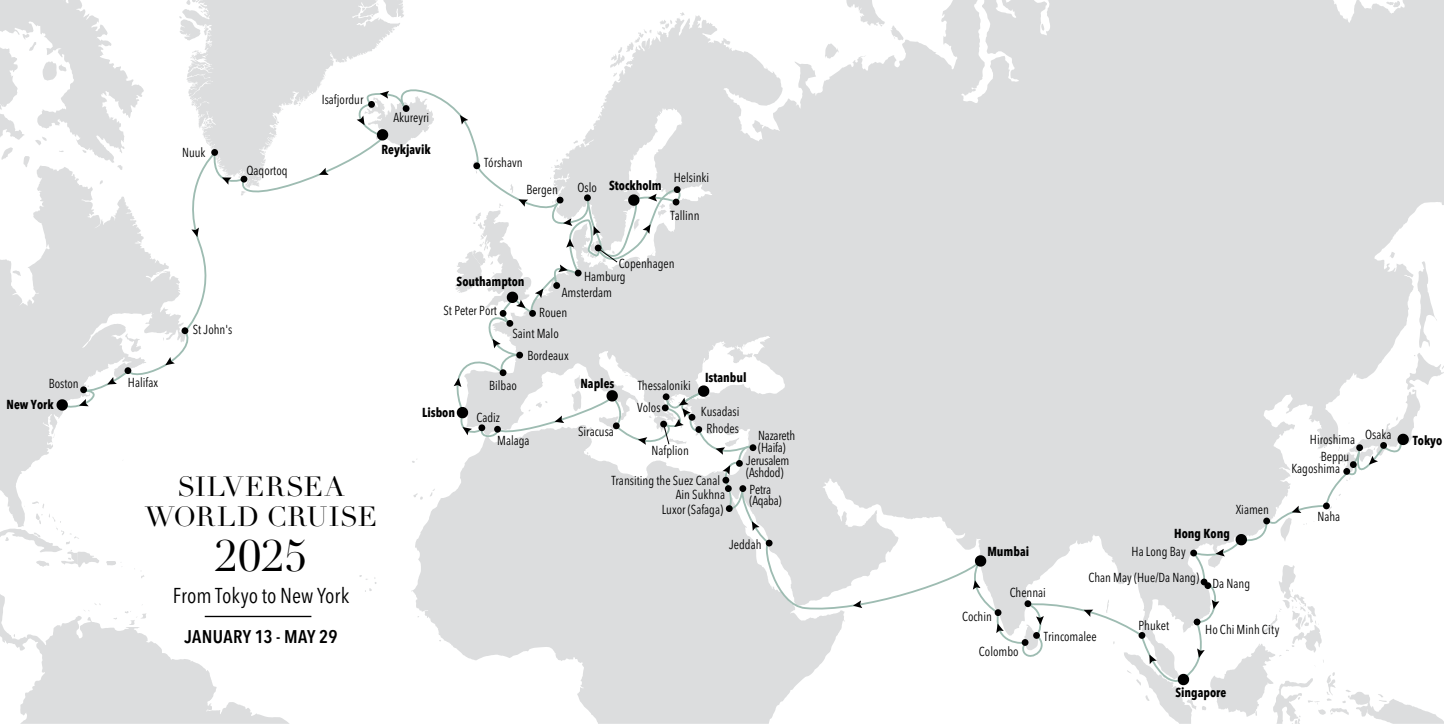 Isafjordur
Akureyri
Reykjavik
Nuuk
Qaqortoq
Tórshavn
Bergen
Oslo
Stockholm
Helsinki
Tallinn
Copenhagen
Hamburg
Southampton
Amsterdam
St Peter Port
Rouen
Saint Malo
St John's
Bordeaux
Boston
Halifax
New York
Bilbao
Lisbon
Cadiz
Malaga
Naples
Siracusa
Thessaloniki
Istanbul
Volos
Kusadasi
Rhodes
Nafplion
Nazareth
(Haifa)
Jerusalem
(Ashdod)
Transiting the Suez Canal
Ain Sukhna
Petra
(Aqaba)
Luxor (Safaga)
Jeddah
Hiroshima
Osaka
Tokyo
Beppu
Kagoshima
Naha
Xiamen
Hong Kong
Ha Long Bay
Chan May (Hue/Da Nang)
Da Nang
Mumbai
Chennai
Cochin
Trincomalee
Colombo
Phuket
Ho Chi Minh City
Singapore
SILVERSEA
WORLD CRUISE
2025
From Tokyo to New York
JANUARY 13 - MAY 29